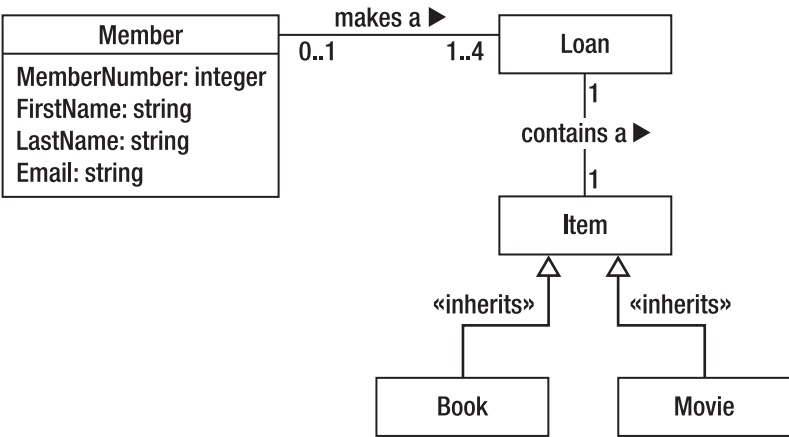 makes a ▶
Member
0..1
1..4
Loan
MemberNumber: integer
FirstName: string
LastName: string
Email: string
1
contains a ▶
1
Item
«inherits»
«inherits»
Book
Movie